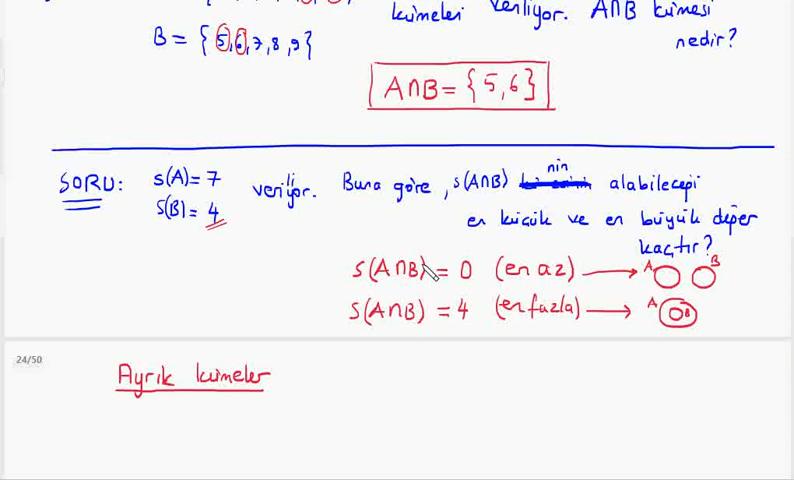 kümeleri veriliyor. A∩B kümesi
B = {5,6,7,8,9}
nedir?
A∩B = {5,6}
SORU: s(A)=7 veriliyor. Buna göre, s(A∩B) nin alabileceği
s(B)=4 en küçük ve en büyük değer
kaçtır?
s(A∩B) = 0 (en az) → A B
s(A∩B) = 4 (en fazla) → A B
24/50
Ayrık kümeler